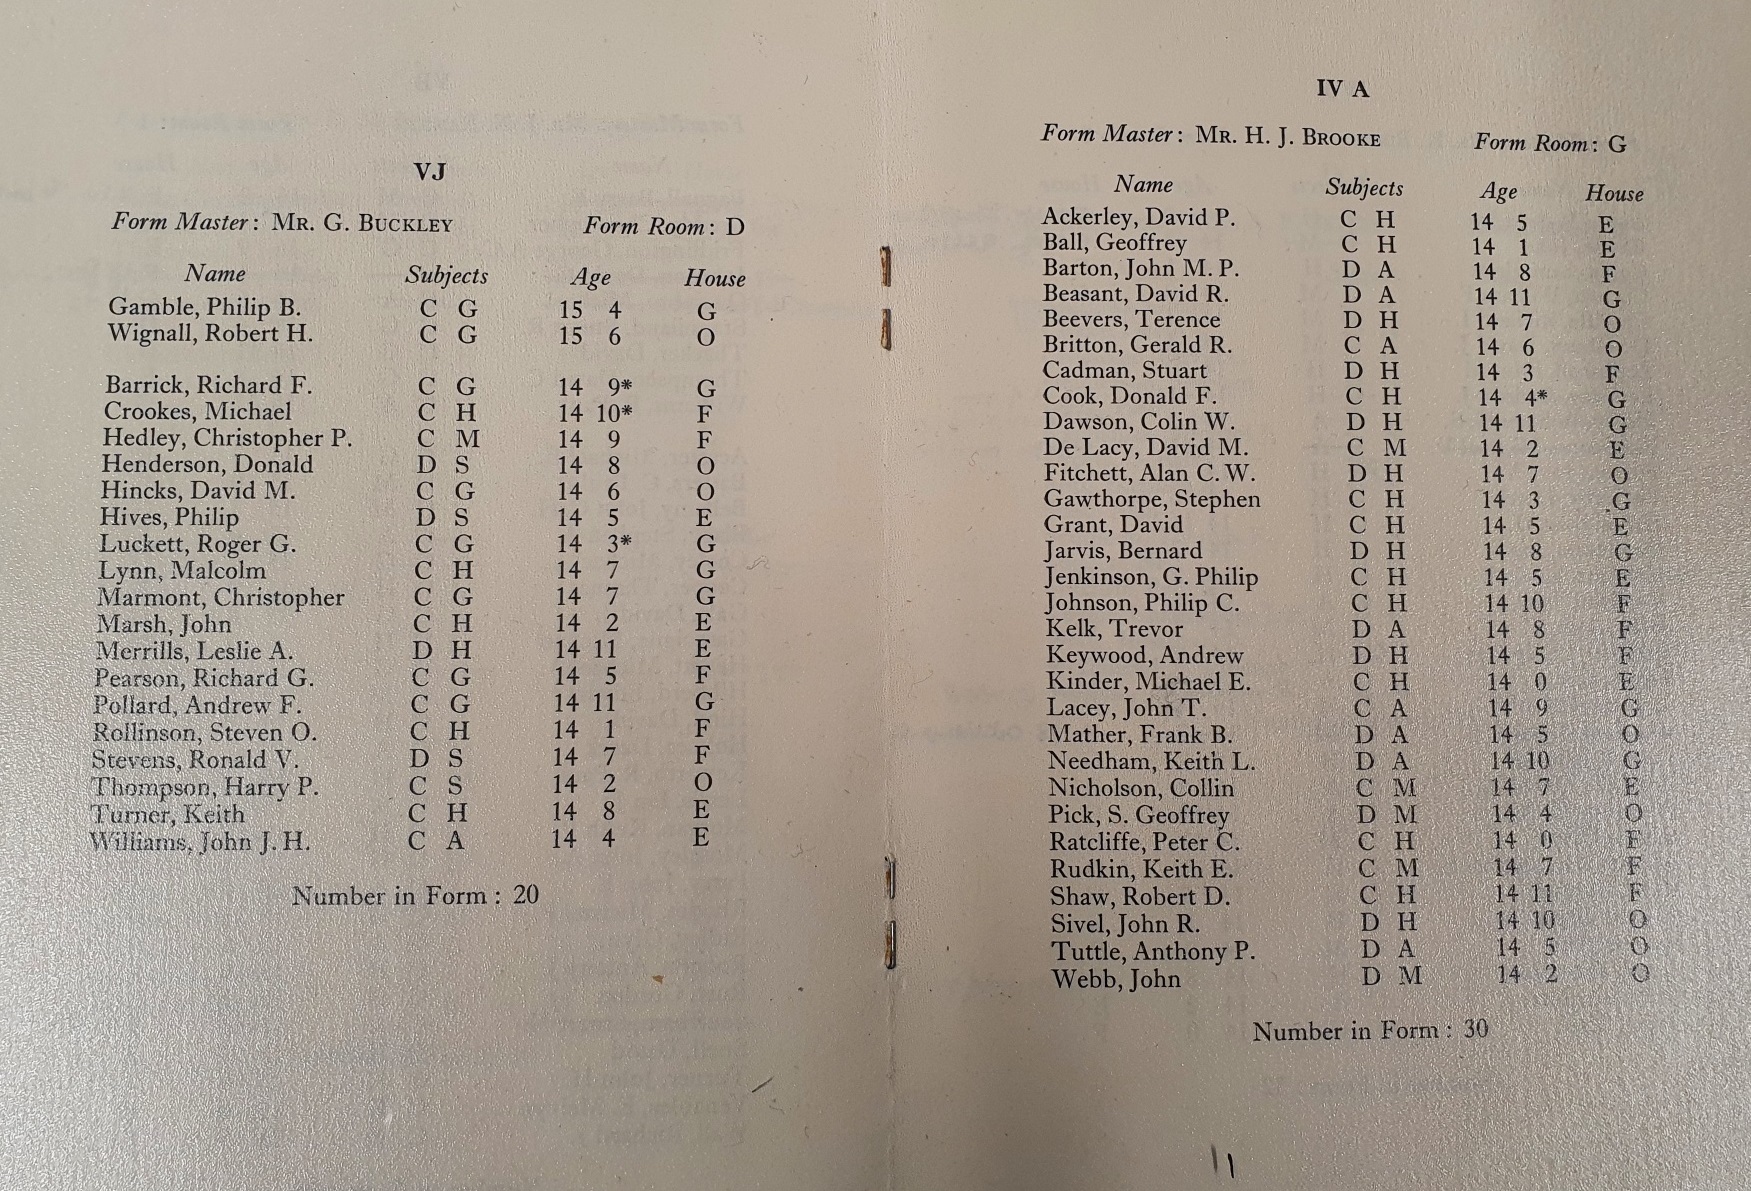 VJ
Form Master: MR. G. BUCKLEY Form Room: D
Name Subjects Age House
Gamble, Philip B. C G 15 4 G
Wignall, Robert H. C G 15 6 O
Barrick, Richard F. C G 14 9* G
Crookes, Michael C H 14 10* F
Hedley, Christopher P. C M 14 9 F
Henderson, Donald D S 14 8 O
Hincks, David M. C G 14 6 O
Hives, Philip D S 14 5 E
Luckett, Roger G. C G 14 3* G
Lynn, Malcolm C H 14 7 G
Marmont, Christopher C G 14 7 G
Marsh, John C H 14 2 E
Merrills, Leslie A. D H 14 11 E
Pearson, Richard G. C G 14 5 F
Pollard, Andrew F. C G 14 11 G
Rollinson, Steven O. C H 14 1 F
Stevens, Ronald V. D S 14 7 F
Thompson, Harry P. C S 14 2 O
Turner, Keith C H 14 8 E
Williams, John J. H. C A 14 4 E
Number in Form : 20
IV A
Form Master: MR. H. J. BROOKE Form Room: G
Name Subjects Age House
Ackerley, David P. C H 14 5 E
Ball, Geoffrey C H 14 1 E
Barton, John M. P. D A 14 8 F
Beasant, David R. D A 14 11 G
Beevers, Terence D H 14 7 O
Britton, Gerald R. C A 14 6 O
Cadman, Stuart D H 14 3 F
Cook, Donald F. C H 14 4* G
Dawson, Colin W. D H 14 11 G
De Lacy, David M. C M 14 2 E
Fitchett, Alan C. W. D H 14 7 O
Gawthorpe, Stephen C H 14 3 G
Grant, David C H 14 5 E
Jarvis, Bernard D H 14 8 G
Jenkinson, G. Philip C H 14 5 E
Johnson, Philip C. C H 14 10 F
Kelk, Trevor D A 14 8 F
Keywood, Andrew D H 14 5 F
Kinder, Michael E. C H 14 0 E
Lacey, John T. C A 14 9 G
Mather, Frank B. D A 14 5 O
Needham, Keith L. D A 14 10 G
Nicholson, Collin C M 14 7 E
Pick, S. Geoffrey D M 14 4 O
Ratcliffe, Peter C. C H 14 0
Rudkin, Keith E. C M 14 7 F
Shaw, Robert D. C H 14 11 F
Sivel, John R. D H 14 10 O
Tuttle, Anthony P. D A 14 5 O
Webb, John D M 14 2 O
Number in Form : 30